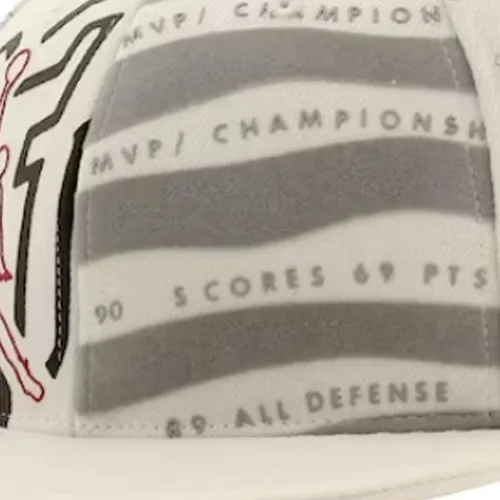 MVP/ CHAMPION
MVP/ CHAMPIONSH
90 SCORES 69 PTS
89 ALL DEFENSE